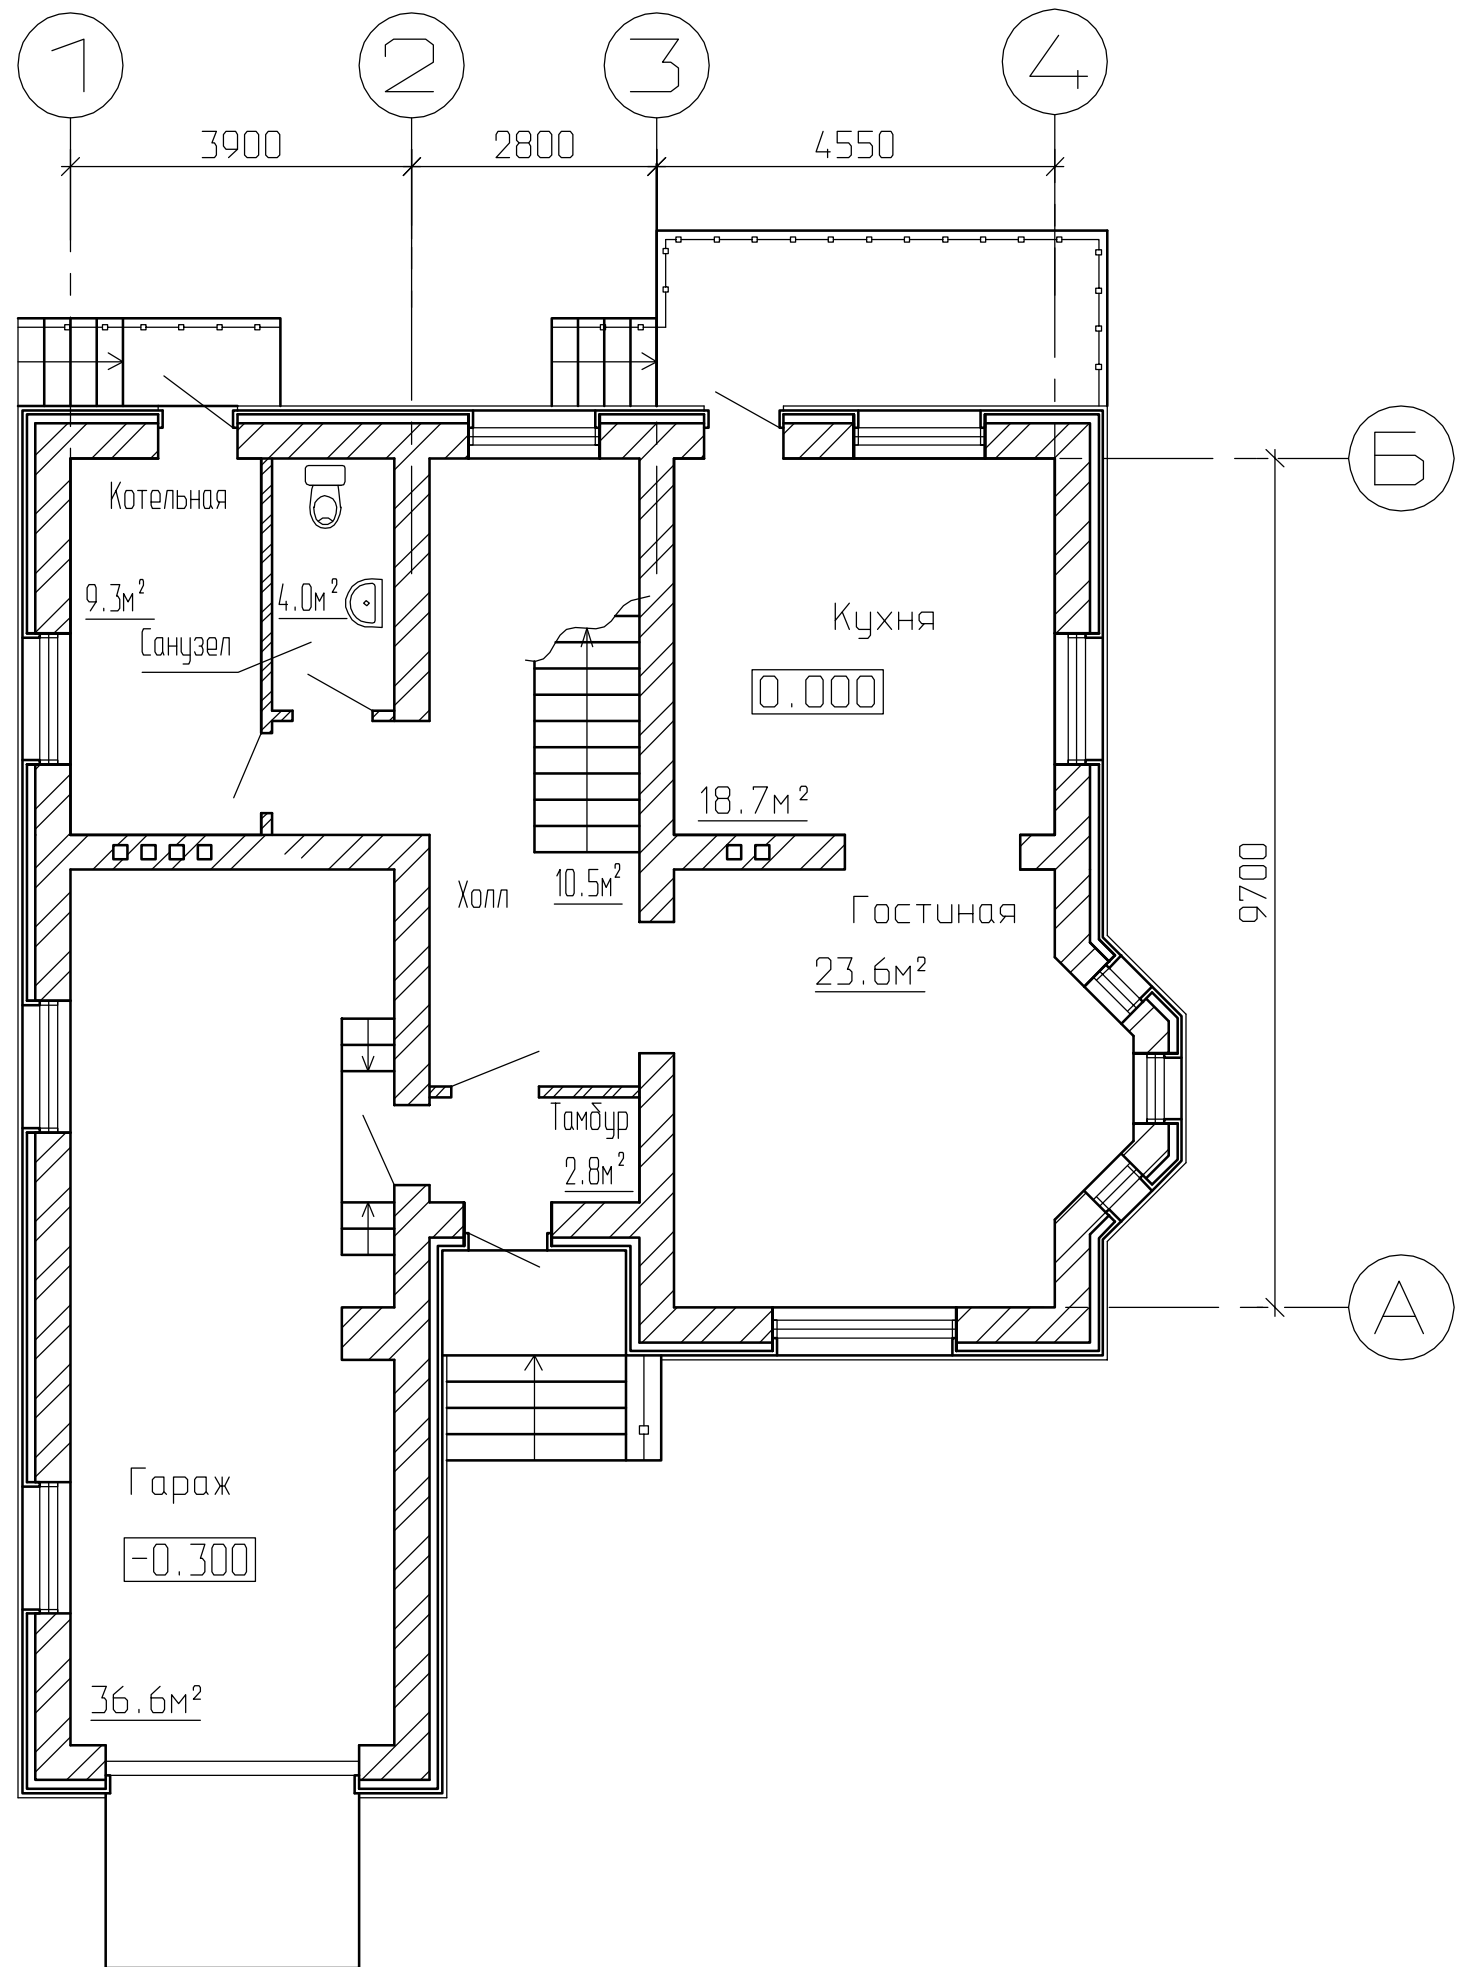 1
2
3
4
3900
2800
4550
Б
Котельная
9.3м²
4.0м²
Санузел
Кухня
0.000
18.7м²
Холл
10.5м²
Гостиная
23.6м²
9700
Тамбур
2.8м²
А
Гараж
-0.300
36.6м²